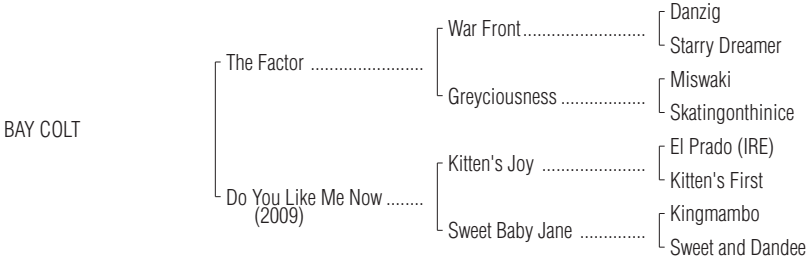 BAY COLT
The Factor ........................
War Front...........................
Danzig
Starry Dreamer
Greyciousness ..................
Miswaki
Skatingonthinice
Do You Like Me Now ........
(2009)
Kitten's Joy ......................
El Prado (IRE)
Kitten's First
Sweet Baby Jane ..............
Kingmambo
Sweet and Dandee